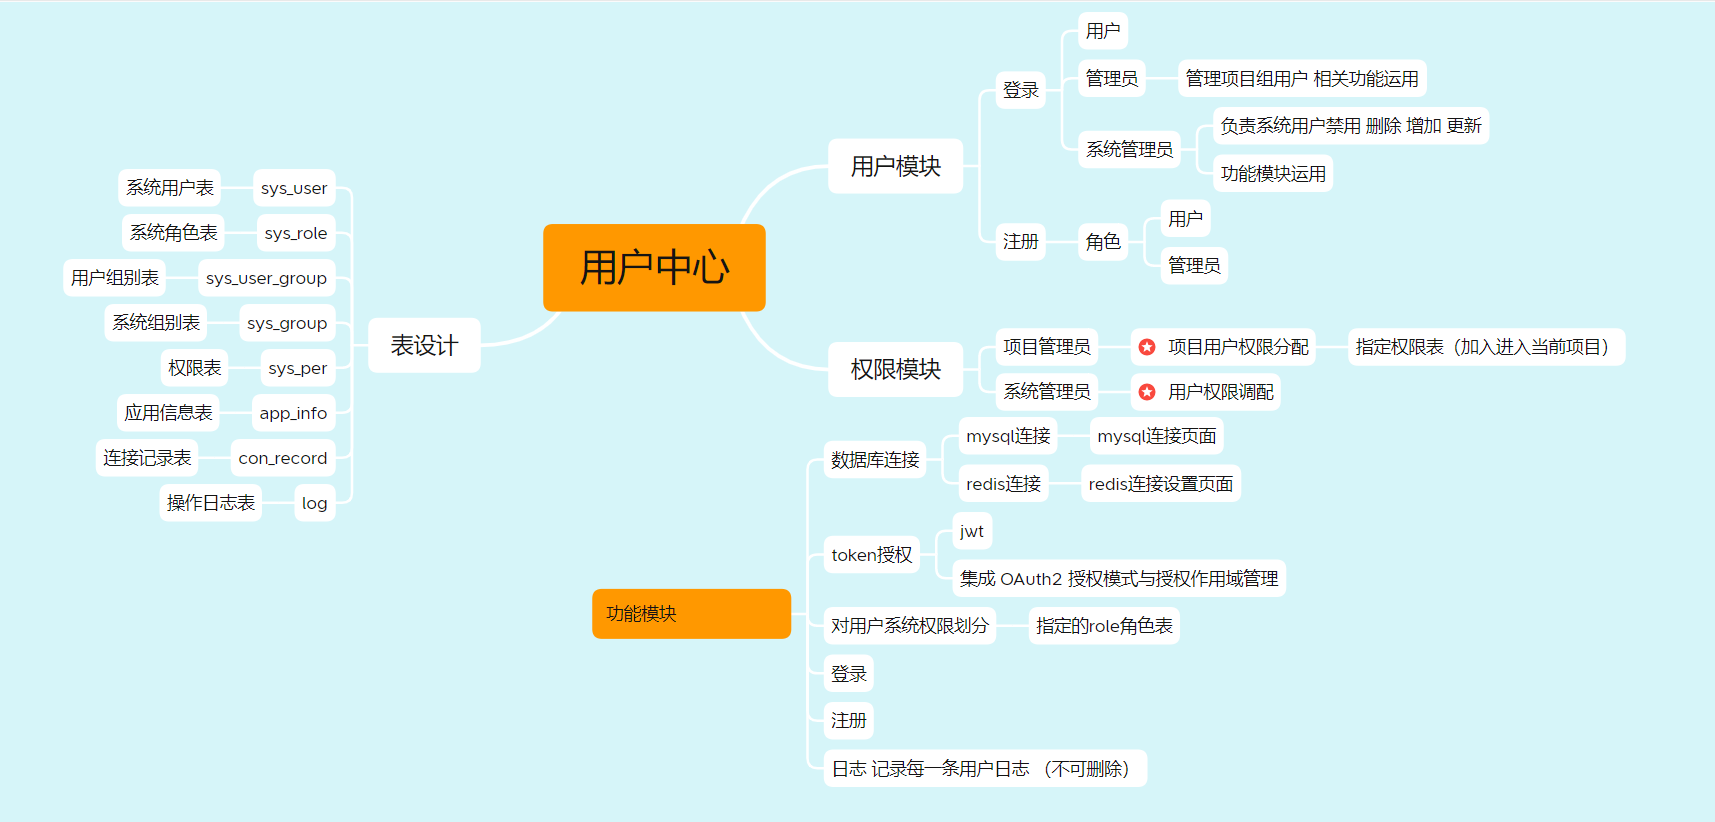 用户中心
用户模块
登录
用户
管理员
管理项目组用户 相关功能运用
系统管理员
负责系统用户禁用 删除 增加 更新
功能模块运用
注册
角色
用户
管理员
权限模块
项目管理员
项目用户权限分配
指定权限表（加入进入当前项目）
系统管理员
用户权限调配
表设计
sys_user
系统用户表
sys_role
系统角色表
sys_user_group
用户组别表
sys_group
系统组别表
sys_per
权限表
app_info
应用信息表
con_record
连接记录表
log
操作日志表
功能模块
数据库连接
mysql连接
mysql连接页面
redis连接
redis连接设置页面
token授权
jwt
集成 OAuth2 授权模式与授权作用域管理
对用户系统权限划分
指定的role角色表
登录
注册
日志 记录每一条用户日志 （不可删除）